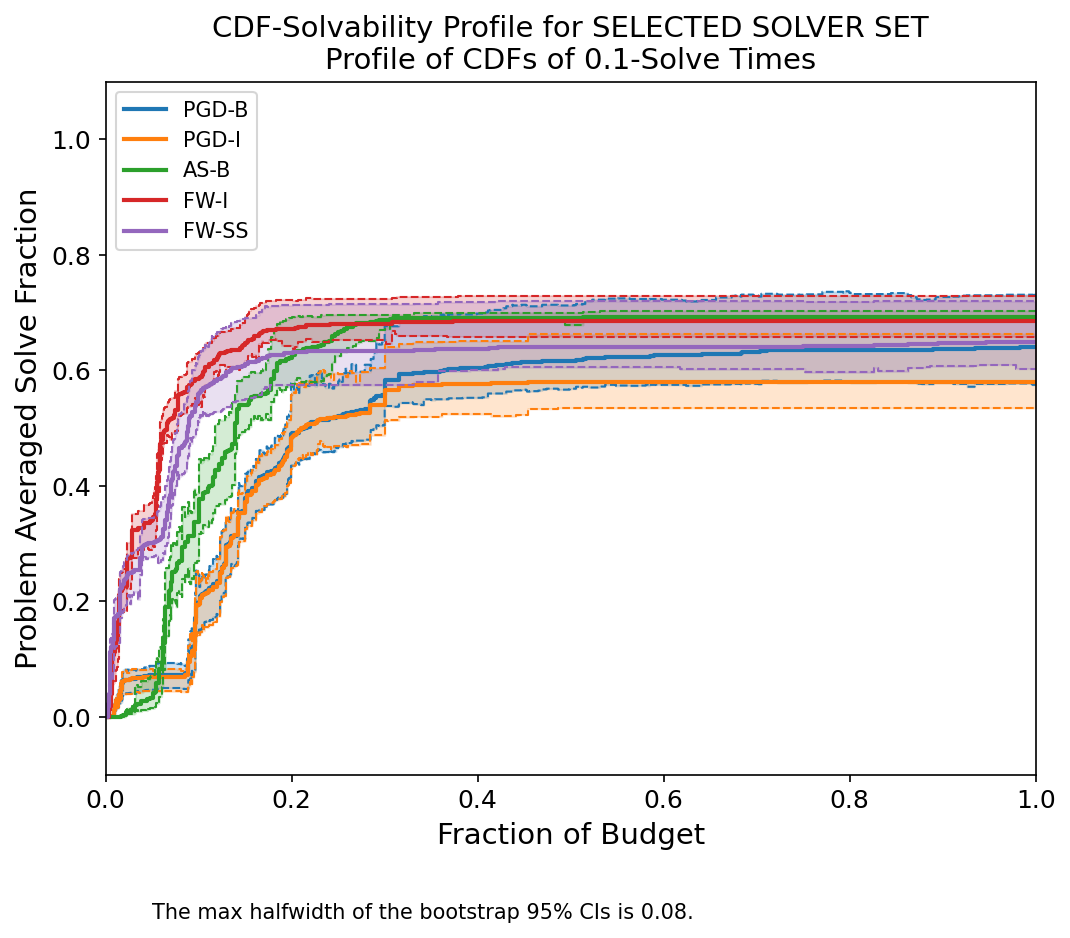 CDF-Solvability Profile for SELECTED SOLVER SET
Profile of CDFs of 0.1-Solve Times
PGD-B
PGD-I
AS-B
FW-I
FW-SS
Problem Averaged Solve Fraction
1.0
0.8
0.6
0.4
0.2
0.0
0.0
0.2
0.4
0.6
0.8
1.0
Fraction of Budget
The max halfwidth of the bootstrap 95% CIs is 0.08.